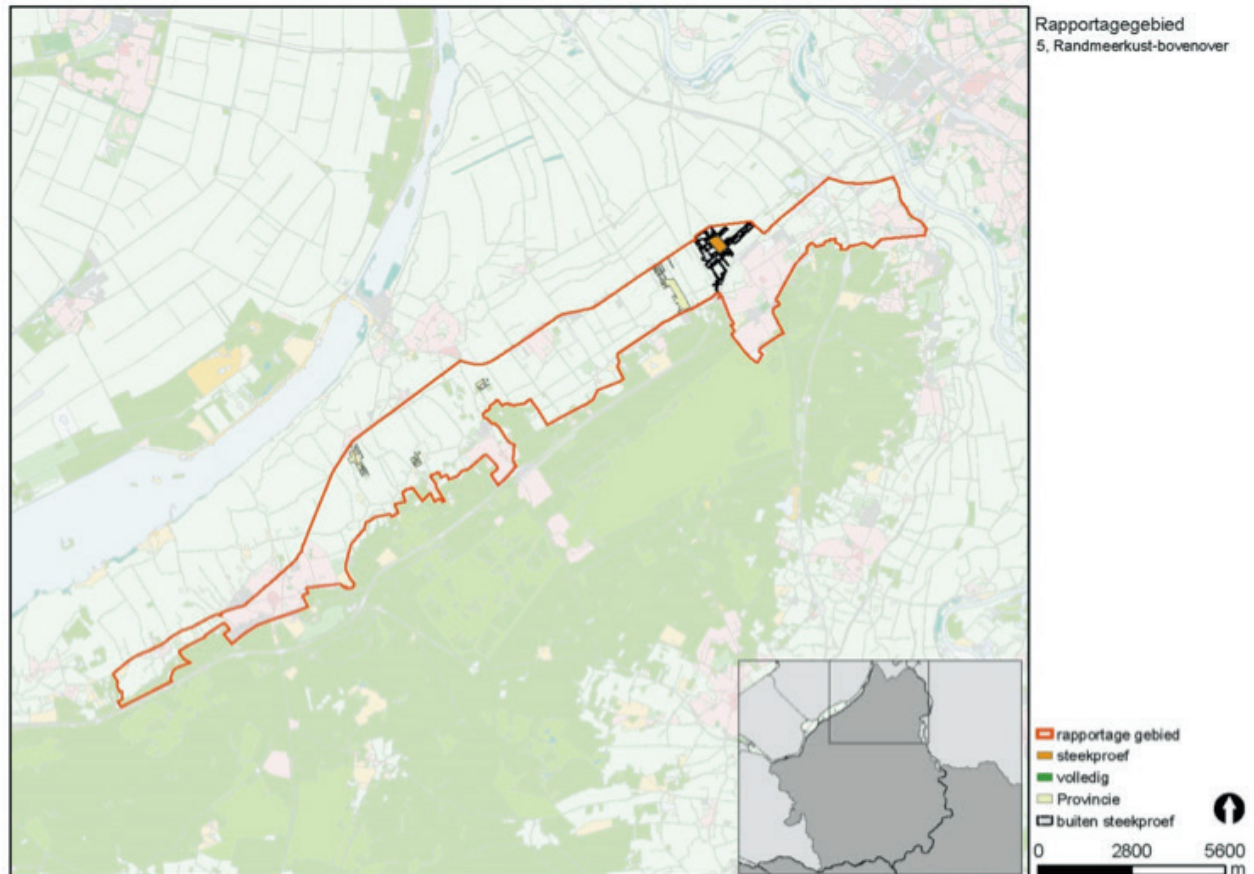 Rapportagegebied
5, Randmeerkust-bovenover
rapportage gebied
steekproef
volledig
Provincie
buiten steekproef
0 2800 5600
m